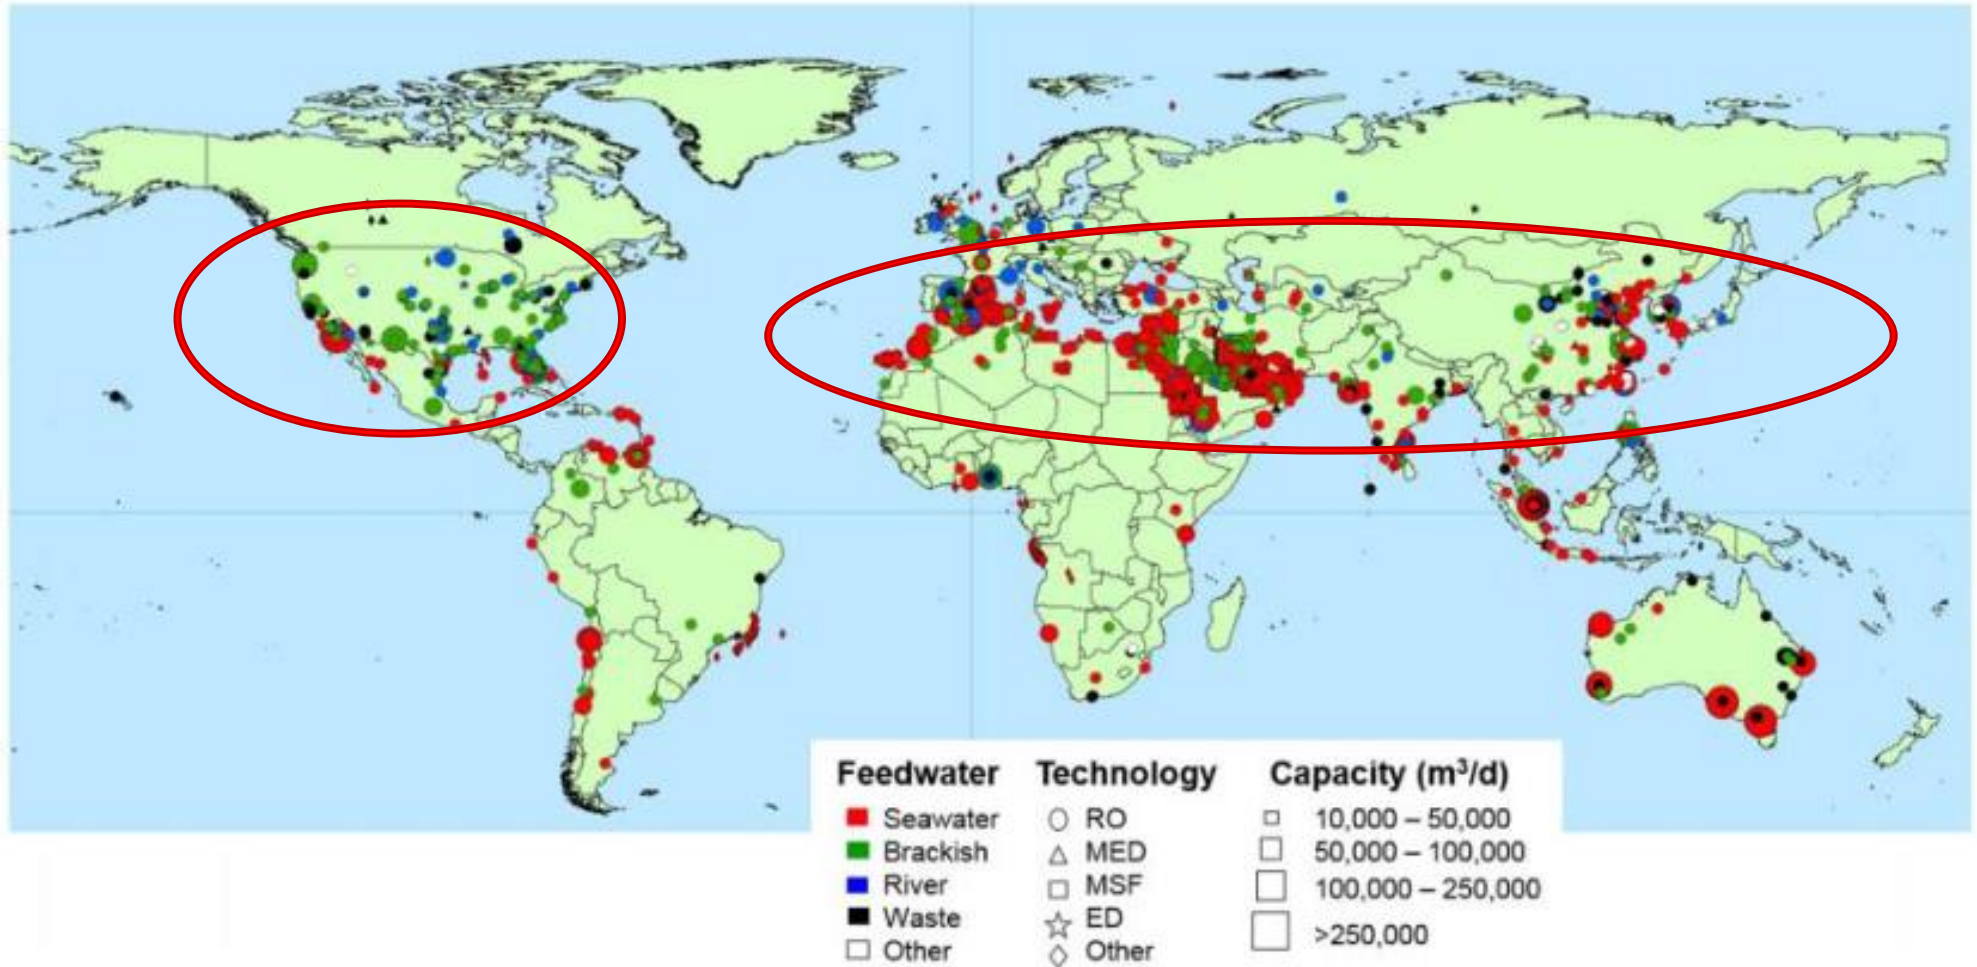 Feedwater
Seawater
Brackish
River
Waste
Other
Technology
RO
MED
MSF
ED
Other
Capacity (m³/d)
10,000 – 50,000
50,000 – 100,000
100,000 – 250,000
>250,000